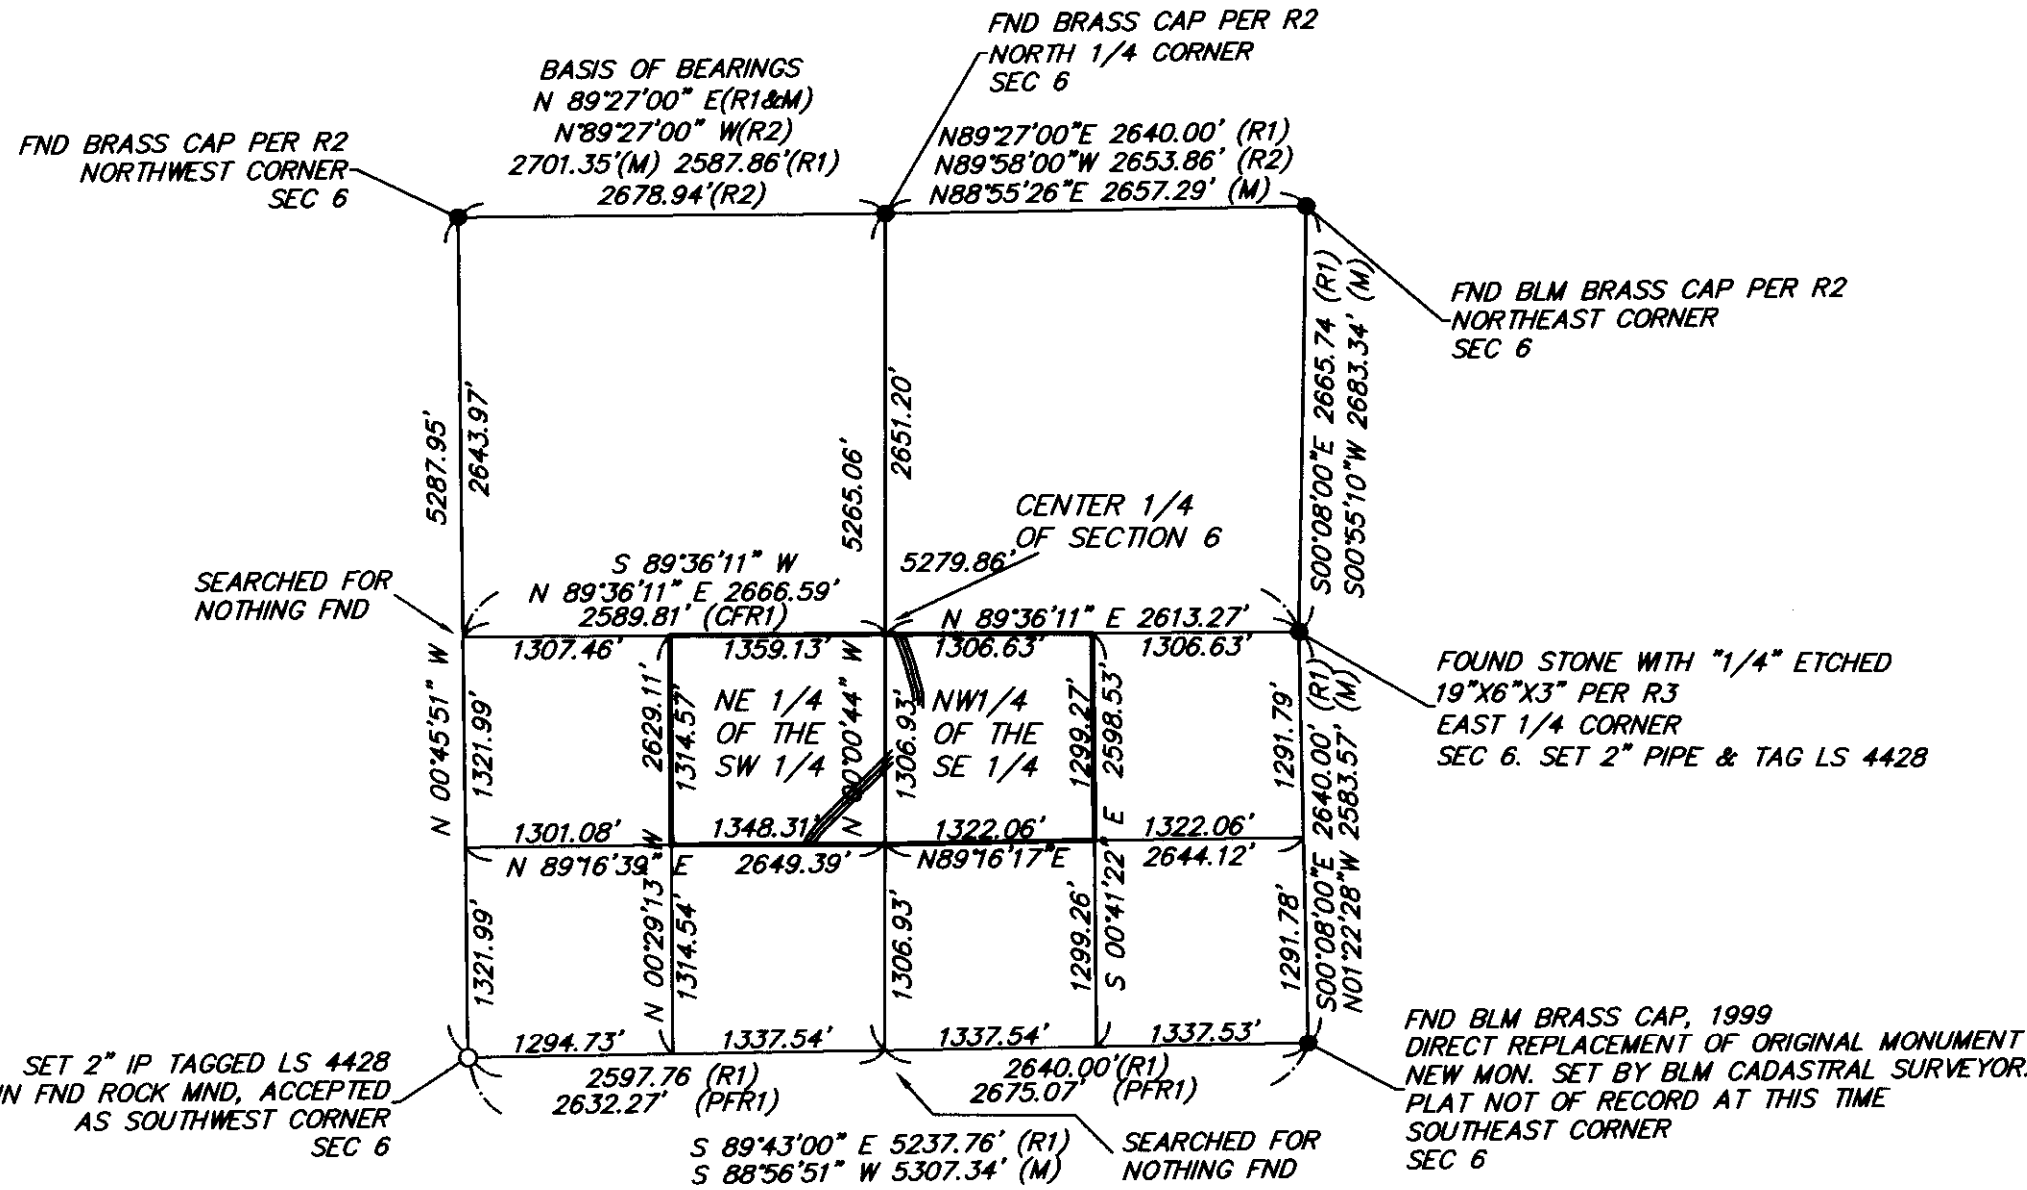 FND BRASS CAP PER R2
NORTH 1/4 CORNER
SEC 6
BASIS OF BEARINGS
N 89°27'00" E(R1&M)
N°89°27'00" W(R2)
2701.35'(M) 2587.86'(R1)
2678.94'(R2)
N89°27'00"E 2640.00' (R1)
N89°58'00"W 2653.86' (R2)
N88°55'26"E 2657.29' (M)
FND BRASS CAP PER R2
NORTHWEST CORNER
SEC 6
FND BLM BRASS CAP PER R2
NORTHEAST CORNER
SEC 6
S00°08'00"E 2665.74 (R1)
S00°55'10"W 2683.34' (M)
5287.95'
2643.97'
5265.06'
2651.20'
CENTER 1/4
OF SECTION 6
5279.86'
SEARCHED FOR
NOTHING FND
S 89°36'11" W
N 89°36'11" E 2666.59'
2589.81' (CFR1)
N 89°36'11" E 2613.27'
1307.46'
1359.13'
1306.63'
1306.63'
N 00°45'51" W
1321.99'
2629.11'
1314.57'
NE 1/4
OF THE
SW 1/4
N 00°00'44" W
1306.93'
NW1/4
OF THE
SE 1/4
1299.27'
2598.53'
1291.79'
S00°08'00"E 2640.00' (R1)
N01°22'28"W 2583.57' (M)
FOUND STONE WITH "1/4" ETCHED
19"X6"X3" PER R3
EAST 1/4 CORNER
SEC 6. SET 2" PIPE & TAG LS 4428
1301.08'
1348.31'
1322.06'
1322.06'
N 89°16'39" E
2649.39'
N89°16'17"E
2644.12'
1321.99'
N 00°29'13" W
1314.54'
1306.93'
1299.26'
S 00°41'22" E
1291.78'
1294.73'
1337.54'
1337.54'
1337.53'
SET 2" IP TAGGED LS 4428
IN FND ROCK MND, ACCEPTED
AS SOUTHWEST CORNER
SEC 6
2597.76 (R1)
2632.27' (PFR1)
2640.00'(R1)
2675.07' (PFR1)
S 89°43'00" E 5237.76' (R1)
S 88°56'51" W 5307.34' (M)
SEARCHED FOR
NOTHING FND
FND BLM BRASS CAP, 1999
DIRECT REPLACEMENT OF ORIGINAL MONUMENT
NEW MON. SET BY BLM CADASTRAL SURVEYOR.
PLAT NOT OF RECORD AT THIS TIME
SOUTHEAST CORNER
SEC 6